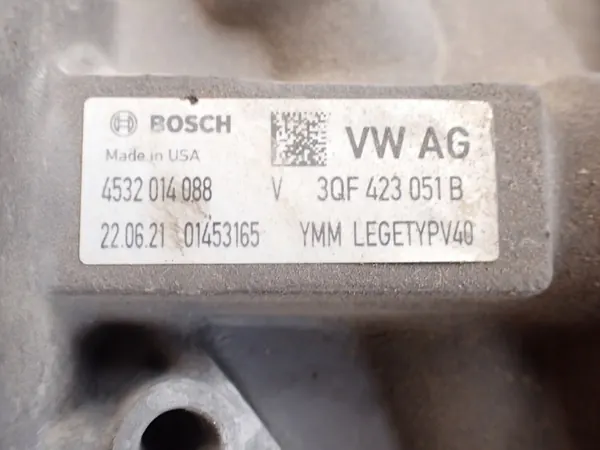 BOSCH VW AG
Made in USA
4532 014 088 V 3QF 423 051 B
22.06.21 01453165 YMM LEGETYPV40